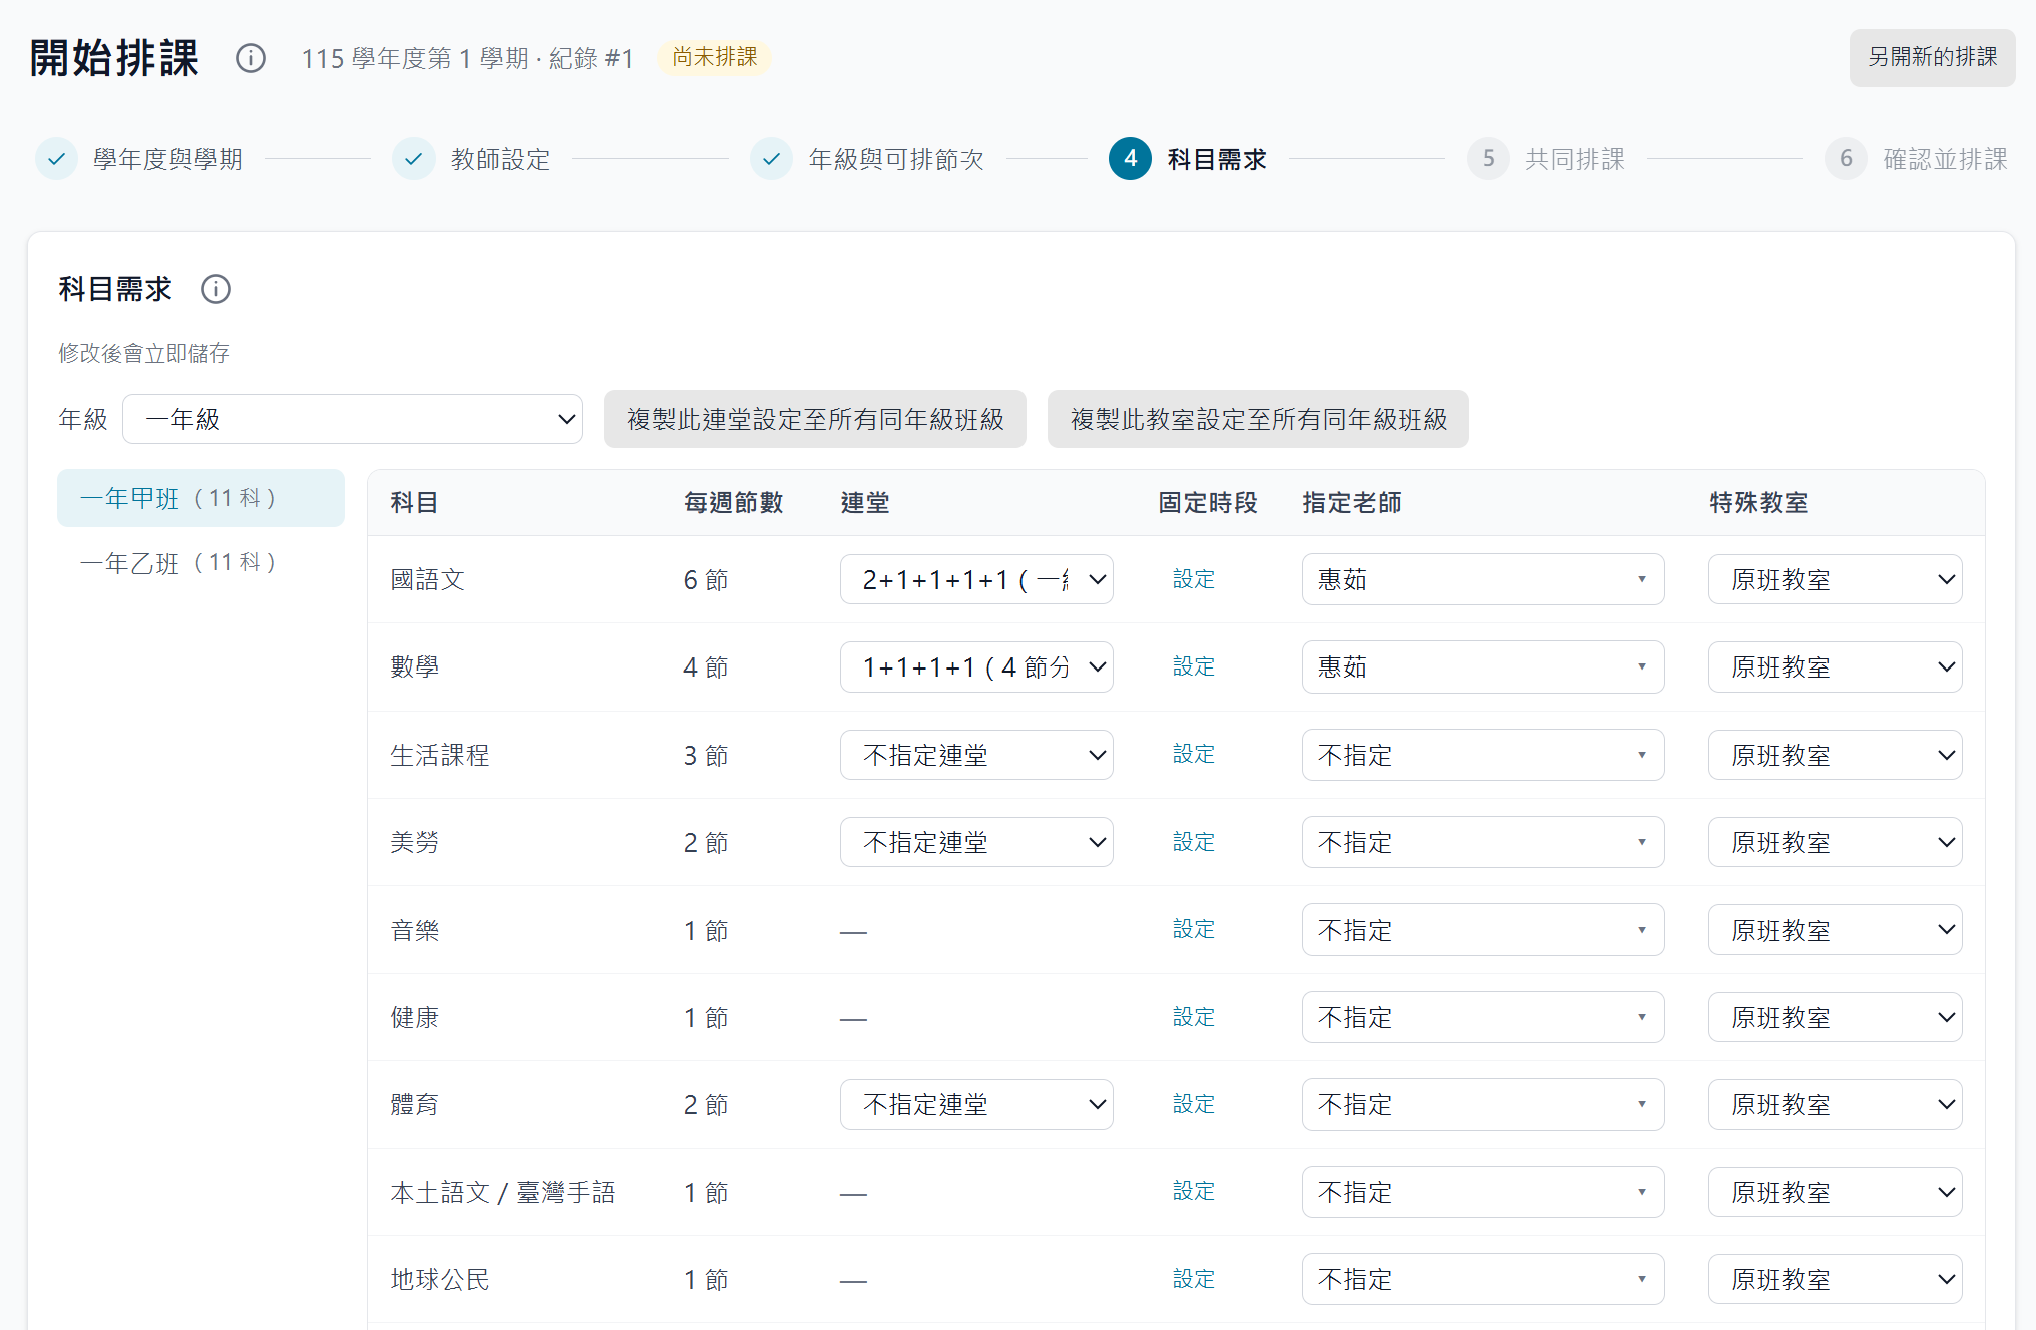 開始排課 115 學年度第 1 學期 · 紀錄 #1 尚未排課 另開新的排課
學年度與學期 教師設定 年級與可排節次 4 科目需求 5 共同排課 6 確認並排課
科目需求
修改後會立即儲存
年級 一年級 複製此連堂設定至所有同年級班級 複製此教室設定至所有同年級班級
一年甲班（11 科）
一年乙班（11 科）
科目 每週節數 連堂 固定時段 指定老師 特殊教室
國語文 6 節 2+1+1+1+1（一 設定 惠茹 原班教室
數學 4 節 1+1+1+1（4 節分 設定 惠茹 原班教室
生活課程 3 節 不指定連堂 設定 不指定 原班教室
美勞 2 節 不指定連堂 設定 不指定 原班教室
音樂 1 節 — 設定 不指定 原班教室
健康 1 節 — 設定 不指定 原班教室
體育 2 節 不指定連堂 設定 不指定 原班教室
本土語文 / 臺灣手語 1 節 — 設定 不指定 原班教室
地球公民 1 節 — 設定 不指定 原班教室